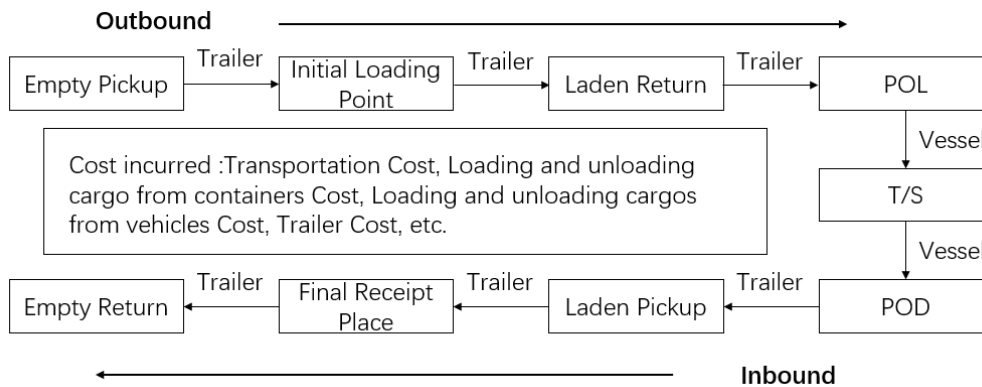 Outbound
Trailer
Trailer
Trailer
Empty Pickup
Initial Loading
Point
Laden Return
POL
Vessel
Cost incurred :Transportation Cost, Loading and unloading
cargo from containers Cost, Loading and unloading cargos
from vehicles Cost, Trailer Cost, etc.
T/S
Vessel
Trailer
Trailer
Trailer
Empty Return
Final Receipt
Place
Laden Pickup
POD
Inbound